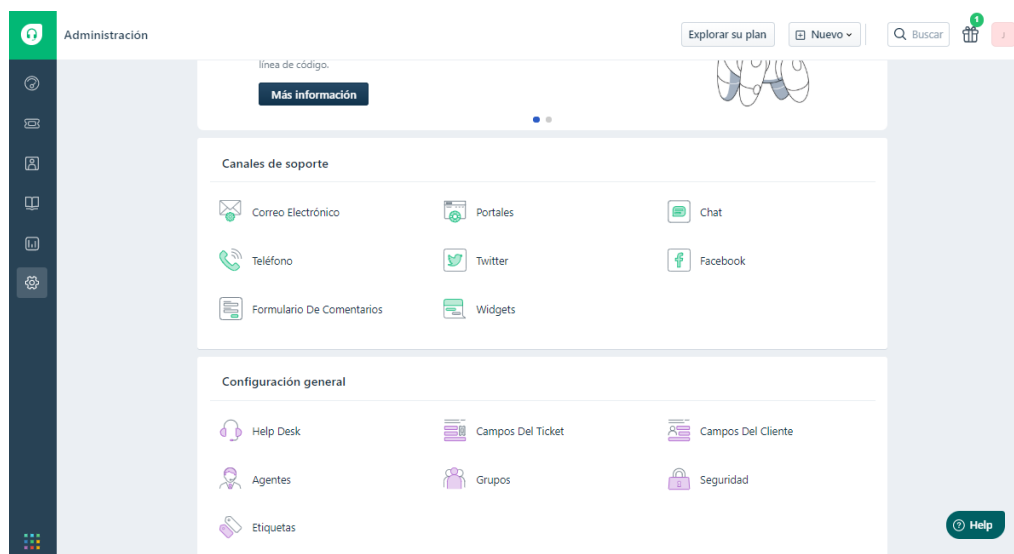 Administración
Explorar su plan
Nuevo
Buscar
1
J
línea de código.
Más información
Canales de soporte
Correo Electrónico
Portales
Chat
Teléfono
Twitter
Facebook
Formulario De Comentarios
Widgets
Configuración general
Help Desk
Campos Del Ticket
Campos Del Cliente
Agentes
Grupos
Seguridad
Etiquetas
Help